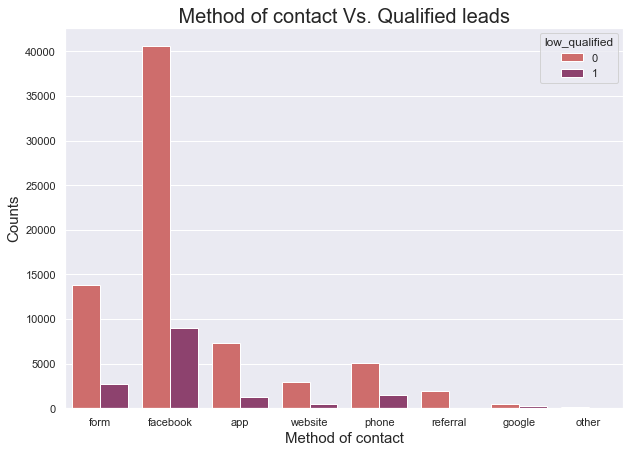 Method of contact Vs. Qualified leads
low_qualified
0
1
Counts
40000
35000
30000
25000
20000
15000
10000
5000
0
form facebook app website phone referral google other
Method of contact